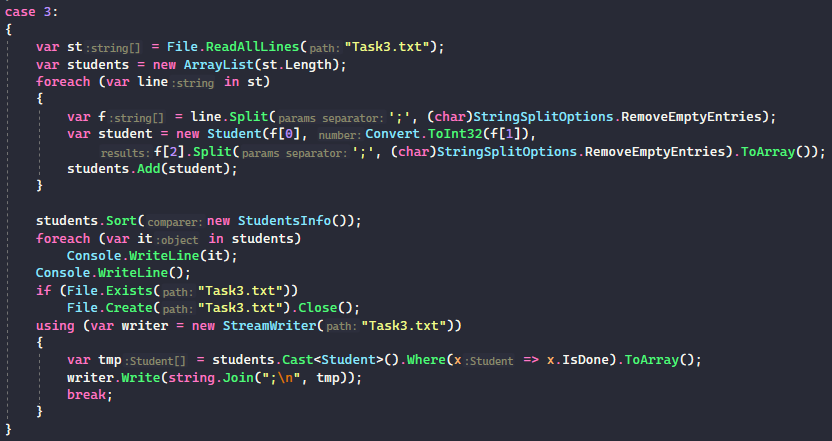 case 3:
{
var st :string[] = File.ReadAllLines( path: "Task3.txt");
var students = new ArrayList(st.Length);
foreach (var line :string in st)
{
var f :string[] = line.Split( params separator: ';', (char)StringSplitOptions.RemoveEmptyEntries);
var student = new Student(f[0], number: Convert.ToInt32(f[1]),
results: f[2].Split( params separator: ';', (char)StringSplitOptions.RemoveEmptyEntries).ToArray());
students.Add(student);
}
students.Sort( comparer: new StudentsInfo());
foreach (var it :object in students)
Console.WriteLine(it);
Console.WriteLine();
if (File.Exists( path: "Task3.txt"))
File.Create( path: "Task3.txt").Close();
using (var writer = new StreamWriter( path: "Task3.txt"))
{
var tmp :Student[] = students.Cast<Student>().Where(x :Student => x.IsDone).ToArray();
writer.Write(string.Join(";\n", tmp));
break;
}
}